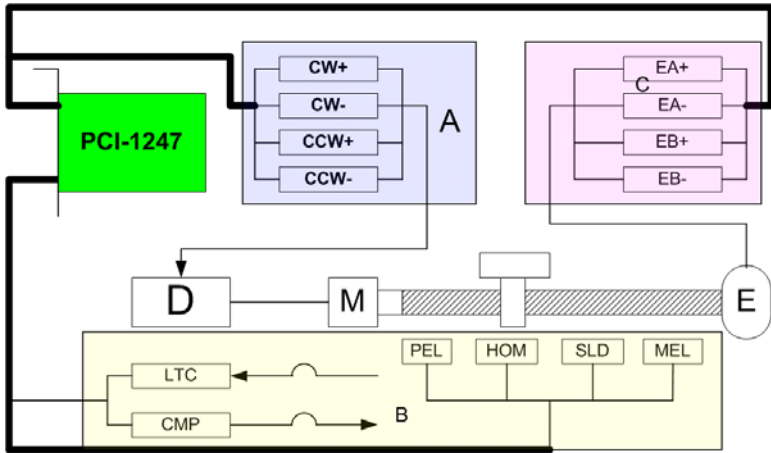 PCI-1247
CW+
CW-
CCW+
CCW-
A
EA+
C
EA-
EB+
EB-
D
M
E
PEL
HOM
SLD
MEL
LTC
CMP
B